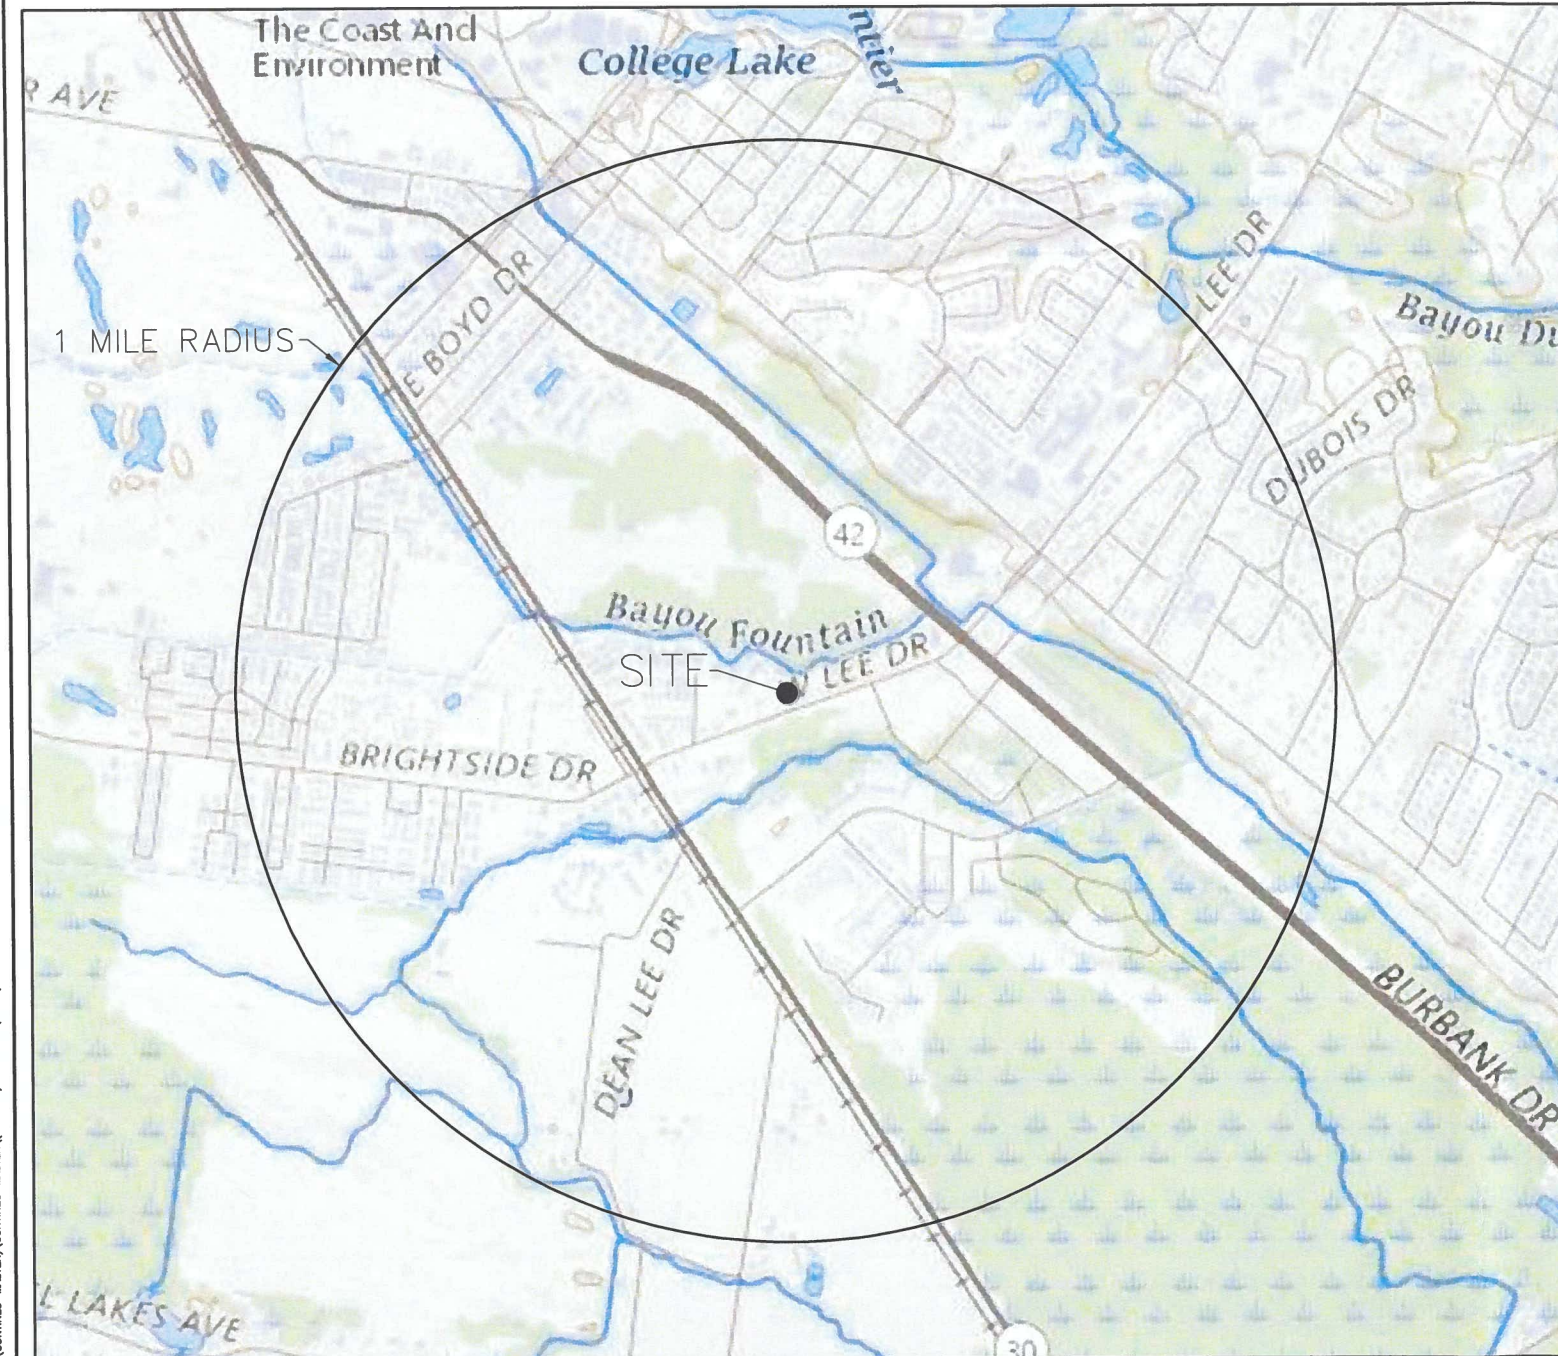 The Coast And
Environment
College Lake
ntier
R AVE
LEE DR
Bayou Du
1 MILE RADIUS
E BOYD DR
DUBOIS DR
42
Bayou Fountain
SITE
W LEE DR
BRIGHTSIDE DR
DEAN LEE DR
BURBANK DR
L LAKES AVE
30